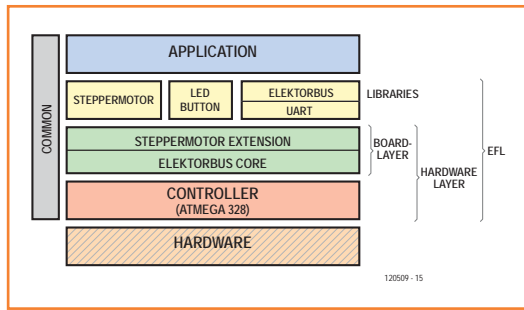 COMMON
APPLICATION
STEPPERMOTOR
LED
BUTTON
ELEKTORBUS
UART
LIBRARIES
STEPPERMOTOR EXTENSION
ELEKTORBUS CORE
BOARD-
LAYER
CONTROLLER
(ATMEGA 328)
HARDWARE
LAYER
EFL
HARDWARE
120509 - 15